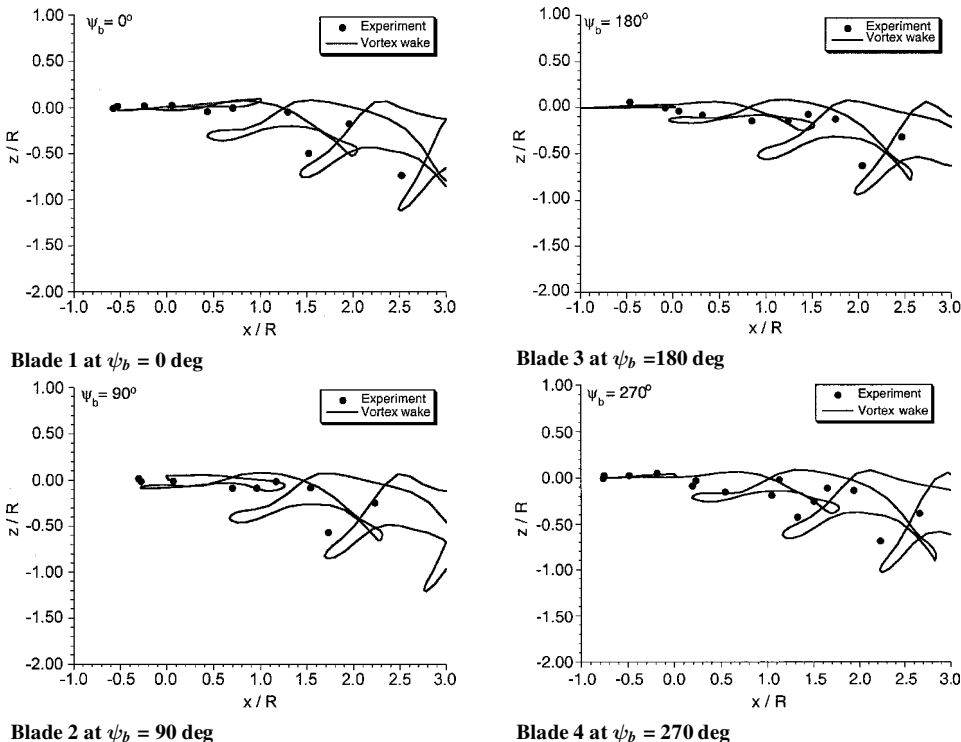 ψ_b = 0°
Experiment
Vortex wake
1.00
0.50
0.00
-0.50
-1.00
-1.50
-2.00
z / R
-1.0 -0.5 0.0 0.5 1.0 1.5 2.0 2.5 3.0
x / R
Blade 1 at ψ_b = 0 deg
ψ_b = 180°
Experiment
Vortex wake
1.00
0.50
0.00
-0.50
-1.00
-1.50
-2.00
z / R
-1.0 -0.5 0.0 0.5 1.0 1.5 2.0 2.5 3.0
x / R
Blade 3 at ψ_b =180 deg
ψ_b = 90°
Experiment
Vortex wake
1.00
0.50
0.00
-0.50
-1.00
-1.50
-2.00
z / R
-1.0 -0.5 0.0 0.5 1.0 1.5 2.0 2.5 3.0
x / R
Blade 2 at ψ_b = 90 deg
ψ_b = 270°
Experiment
Vortex wake
1.00
0.50
0.00
-0.50
-1.00
-1.50
-2.00
z / R
-1.0 -0.5 0.0 0.5 1.0 1.5 2.0 2.5 3.0
x / R
Blade 4 at ψ_b = 270 deg